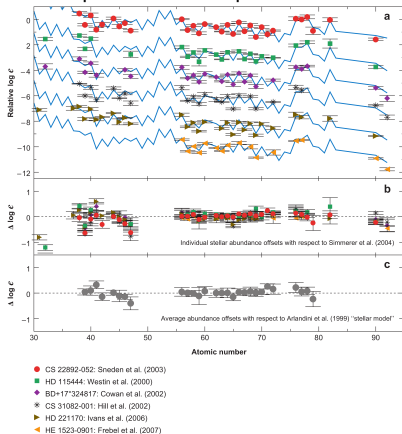 a
Relative log ε
0
−2
−4
−6
−8
−10
−12
b
Δ log ε
1
0
−1
Individual stellar abundance offsets with respect to Simmerer et al. (2004)
c
Δ log ε
1
0
−1
Average abundance offsets with respect to Arlandini et al. (1999) “stellar model”
30 40 50 60 70 80 90
Atomic number
CS 22892-052: Sneden et al. (2003)
HD 115444: Westin et al. (2000)
BD+17°324817: Cowan et al. (2002)
CS 31082-001: Hill et al. (2002)
HD 221170: Ivans et al. (2006)
HE 1523-0901: Frebel et al. (2007)